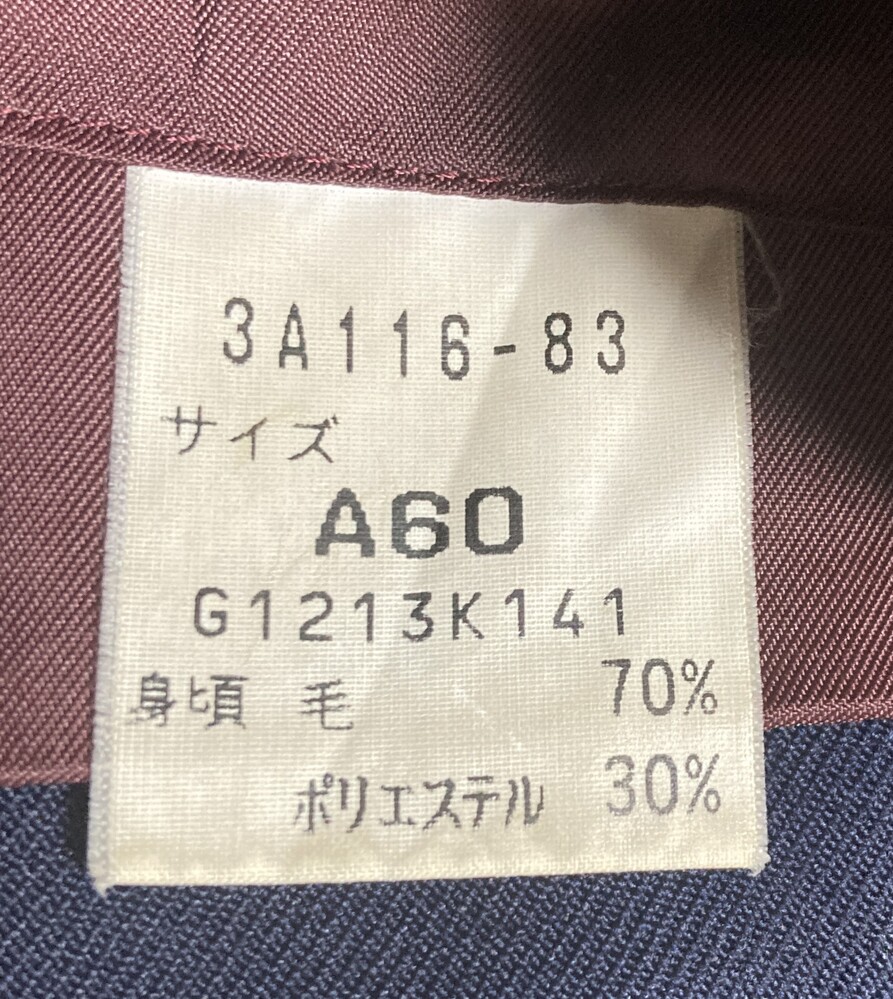 3A116-83
サイズ
A60
G1213K141
身頃 毛 70%
ポリエステル 30%